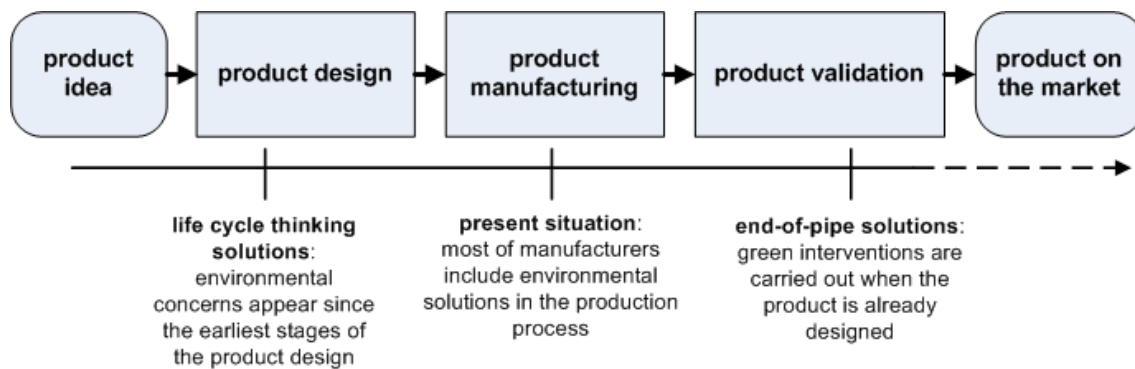 product
idea
product design
product
manufacturing
product validation
product on
the market
life cycle thinking
solutions:
environmental
concerns appear since
the earliest stages of
the product design
present situation:
most of manufacturers
include environmental
solutions in the production
process
end-of-pipe solutions:
green interventions are
carried out when the
product is already
designed